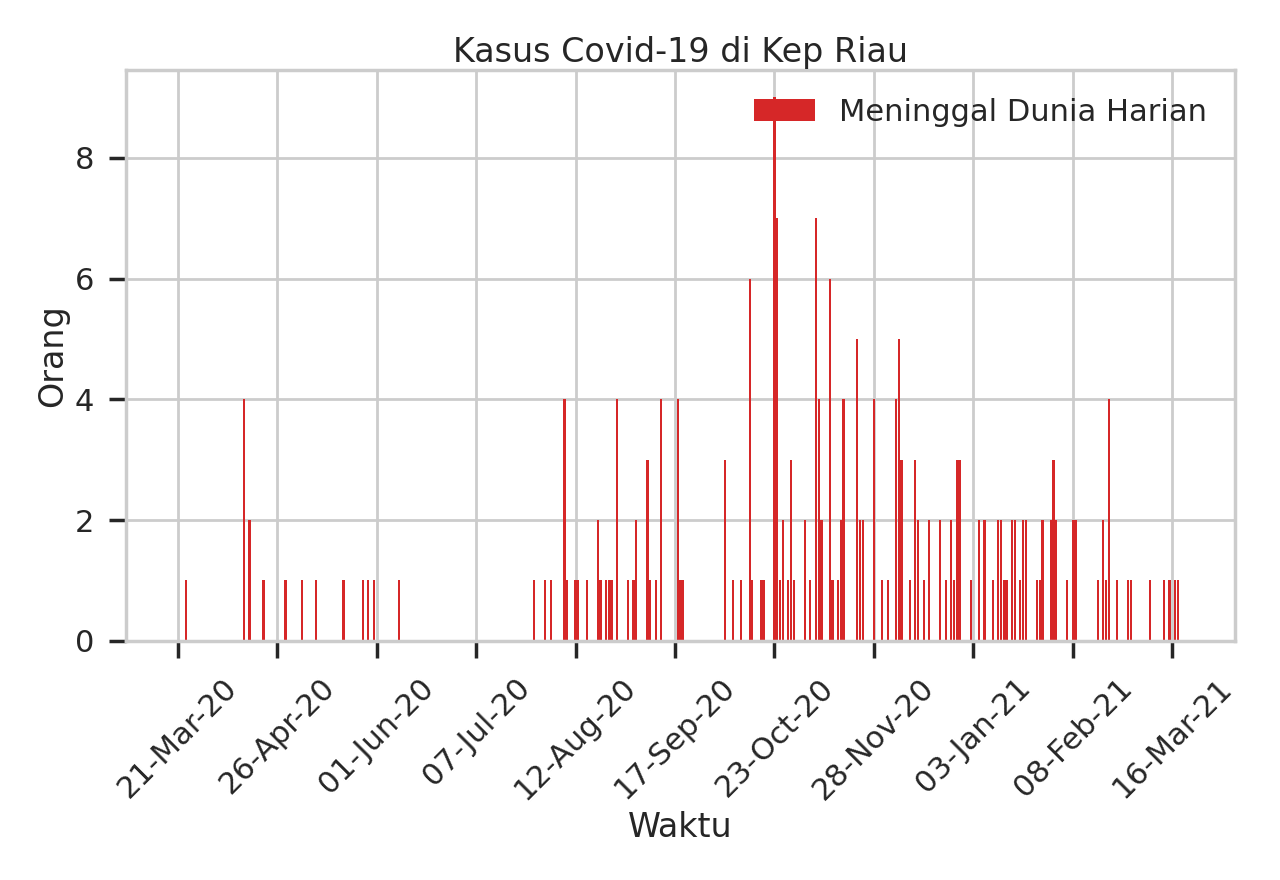 Kasus Covid-19 di Kep Riau
Meninggal Dunia Harian
Orang
8
6
4
2
0
21-Mar-20
26-Apr-20
01-Jun-20
07-Jul-20
12-Aug-20
17-Sep-20
23-Oct-20
28-Nov-20
03-Jan-21
08-Feb-21
16-Mar-21
Waktu